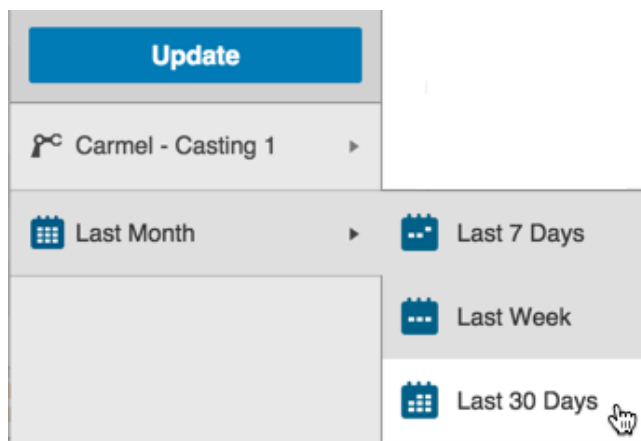 Update
Carmel - Casting 1
Last Month
Last 7 Days
Last Week
Last 30 Days